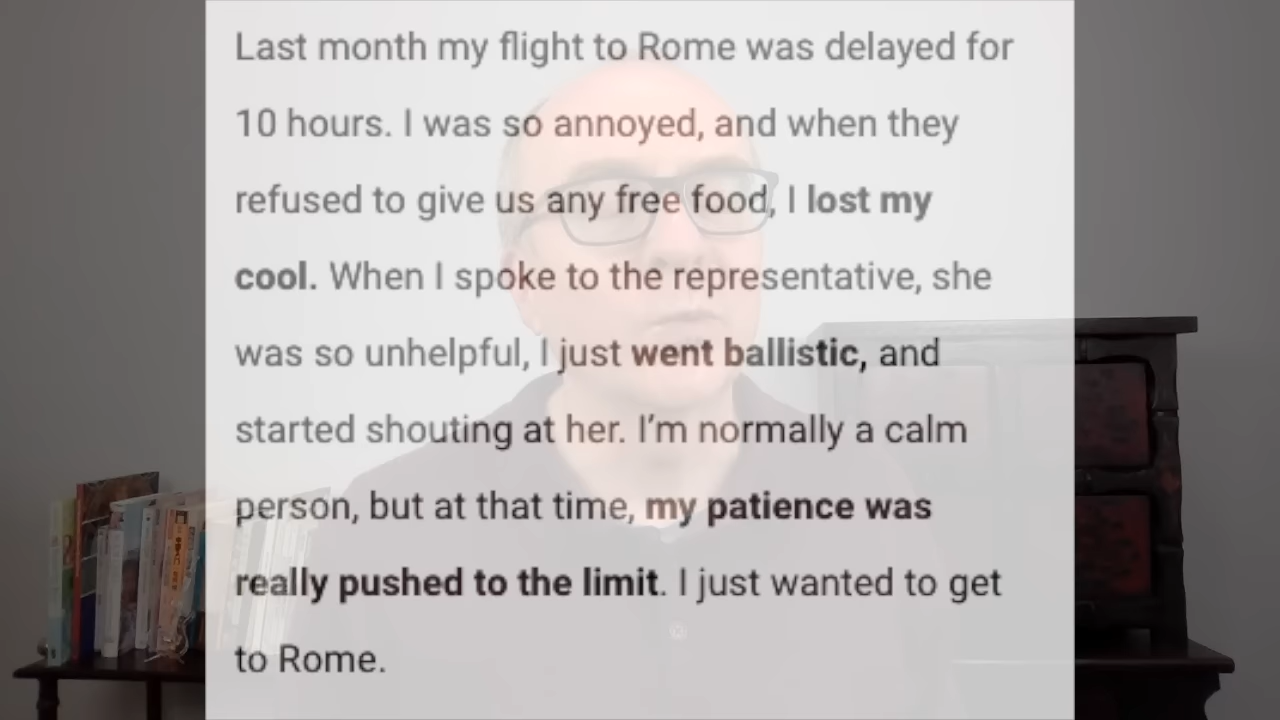 Last month my flight to Rome was delayed for
10 hours. I was so annoyed, and when they
refused to give us any free food, I lost my
cool. When I spoke to the representative, she
was so unhelpful, I just went ballistic, and
started shouting at her. I'm normally a calm
person, but at that time, my patience was
really pushed to the limit. I just wanted to get
to Rome.